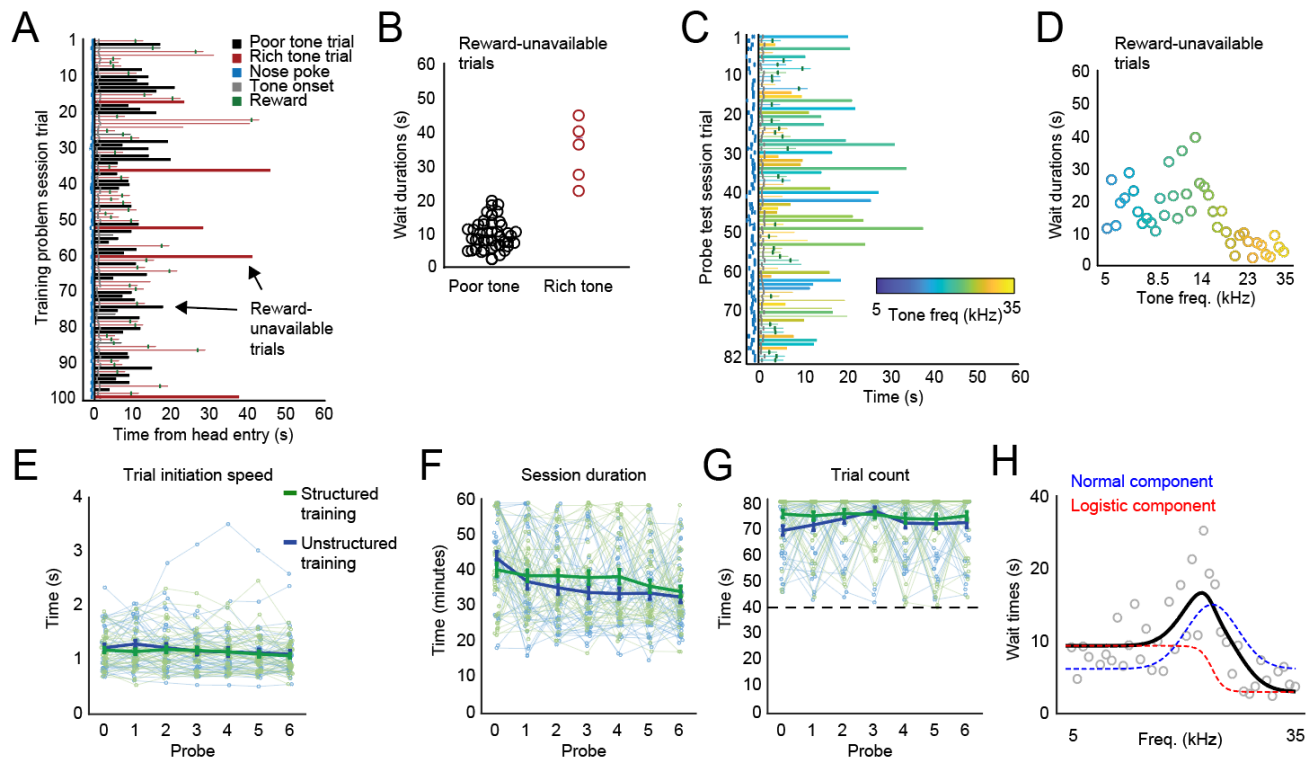 A
Training problem session trial
1
10
20
30
40
50
60
70
80
90
100
Poor tone trial
Rich tone trial
Nose poke
Tone onset
Reward
Reward-
unavailable
trials
0 10 20 30 40 50 60
Time from head entry (s)
B
Reward-unavailable
trials
Wait durations (s)
60
50
40
30
20
10
0
Poor tone Rich tone
C
Probe test session trial
1
10
20
30
40
50
60
70
82
5 Tone freq (kHz) 35
0 10 20 30 40 50 60
Time (s)
D
Reward-unavailable
trials
Wait durations (s)
60
50
40
30
20
10
0
5 8.5 14 23 35
Tone freq. (kHz)
E
Trial initiation speed
Time (s)
4
3
2
1
0
Structured
training
Unstructured
training
0 1 2 3 4 5 6
Probe
F
Session duration
Time (minutes)
60
50
40
30
20
10
0
0 1 2 3 4 5 6
Probe
G
Trial count
Time (s)
80
70
60
50
40
30
20
10
0
0 1 2 3 4 5 6
Probe
H
Normal component
Logistic component
Wait times (s)
40
20
10
0
5 Freq. (kHz) 35